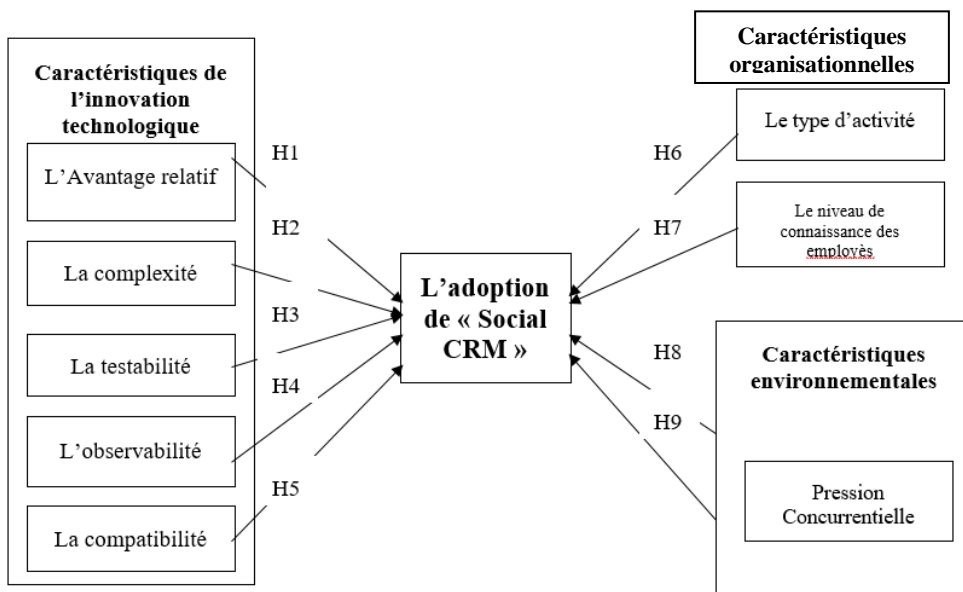 Caractéristiques de
l’innovation
technologique
L’Avantage relatif
La complexité
La testabilité
L’observabilité
La compatibilité
H1
H2
H3
H4
H5
L’adoption
de « Social
CRM »
H6
H7
H8
H9
Caractéristiques
organisationnelles
Le type d’activité
Le niveau de
connaissance des
employès
Caractéristiques
environnementales
Pression
Concurrentielle